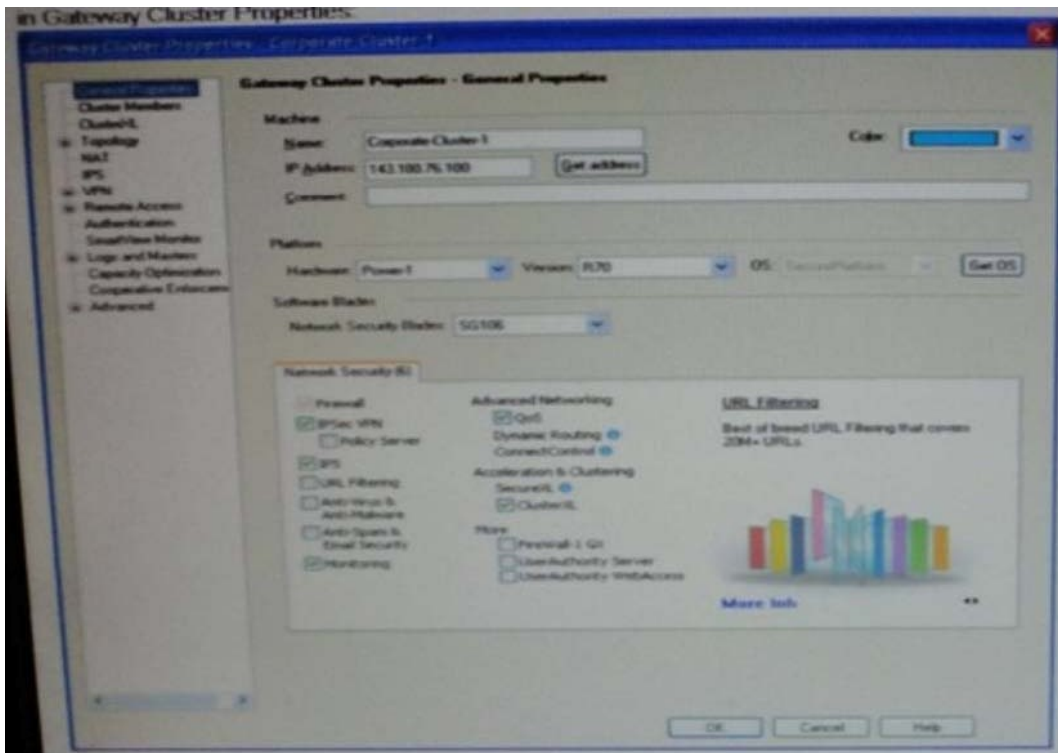 in Gateway Cluster Properties:
Gateway Cluster Properties - Corporate-Cluster-1
General Properties
Cluster Members
ClusterXL
Topology
NAT
IPS
VPN
Remote Access
Authentication
SmartView Monitor
Logs and Masters
Capacity Optimization
Cooperative Enforcem
Advanced
Gateway Cluster Properties - General Properties
Machine
Name: Corporate-Cluster-1
Color:
IP Address: 143.100.76.100 Get address
Comment:
Platform
Hardware: Power-1 Version: R70 OS: SecurePlatform Get OS
Software Blades
Network Security Blades: SG106
Network Security (6)
Firewall
IPSec VPN
Policy Server
IPS
URL Filtering
Anti-Virus &
Anti-Malware
Anti-Spam &
Email Security
Monitoring
Advanced Networking
QoS
Dynamic Routing
ConnectControl
Acceleration & Clustering
SecureXL
ClusterXL
More
Firewall-1 GX
UserAuthority Server
UserAuthority WebAccess
URL Filtering
Best of breed URL Filtering that covers
20M+ URLs
More Info
OK Cancel Help